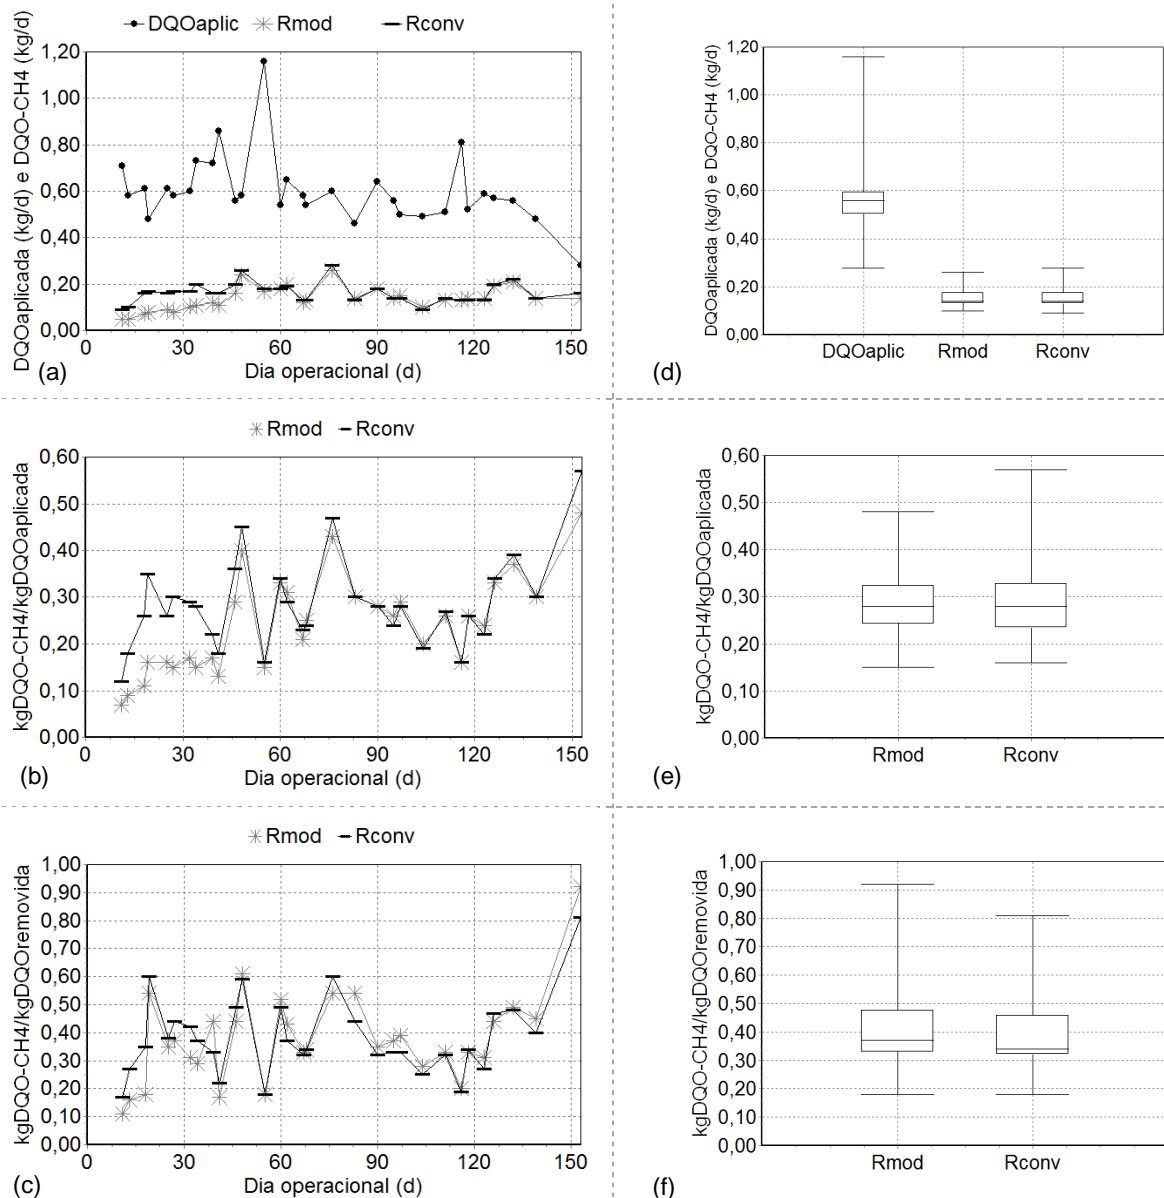 DQOaplic Rmod Rconv
DQOaplicada (kg/d) e DQO-CH4 (kg/d)
1,20
1,00
0,80
0,60
0,40
0,20
0,00
0 30 60 90 120 150
Dia operacional (d)
(a)
DQOaplicada (kg/d) e DQO-CH4 (kg/d)
1,20
1,00
0,80
0,60
0,40
0,20
0,00
DQOaplic Rmod Rconv
(d)
Rmod Rconv
kgDQO-CH4/kgDQOaplicada
0,60
0,50
0,40
0,30
0,20
0,10
0,00
0 30 60 90 120 150
Dia operacional (d)
(b)
kgDQO-CH4/kgDQOaplicada
0,60
0,50
0,40
0,30
0,20
0,10
0,00
Rmod Rconv
(e)
Rmod Rconv
kgDQO-CH4/kgDQOremovida
1,00
0,90
0,80
0,70
0,60
0,50
0,40
0,30
0,20
0,10
0,00
0 30 60 90 120 150
Dia operacional (d)
(c)
kgDQO-CH4/kgDQOremovida
1,00
0,90
0,80
0,70
0,60
0,50
0,40
0,30
0,20
0,10
0,00
Rmod Rconv
(f)